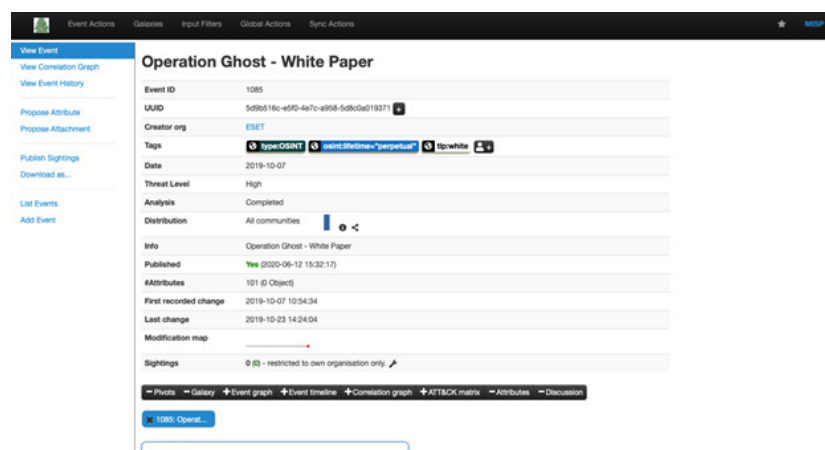 Event Actions Galaxies Input Filters Global Actions Sync Actions MISP
View Event
View Correlation Graph
View Event History
Propose Attribute
Propose Attachment
Publish Sightings
Download as...
List Events
Add Event
Operation Ghost - White Paper
Event ID 1085
UUID 5d9b516c-e5f0-4e7c-a958-5d8c0a019371
Creator org ESET
Tags type:OSINT osint:lifetime="perpetual" tlp:white
Date 2019-10-07
Threat Level High
Analysis Completed
Distribution All communities
Info Operation Ghost - White Paper
Published Yes (2020-06-12 15:32:17)
#Attributes 101 (0 Object)
First recorded change 2019-10-07 10:54:34
Last change 2019-10-23 14:24:04
Modification map
Sightings 0 (0) - restricted to own organisation only.
Pivots Galaxy Event graph Event timeline Correlation graph ATT&CK matrix Attributes Discussion
1085: Operat...